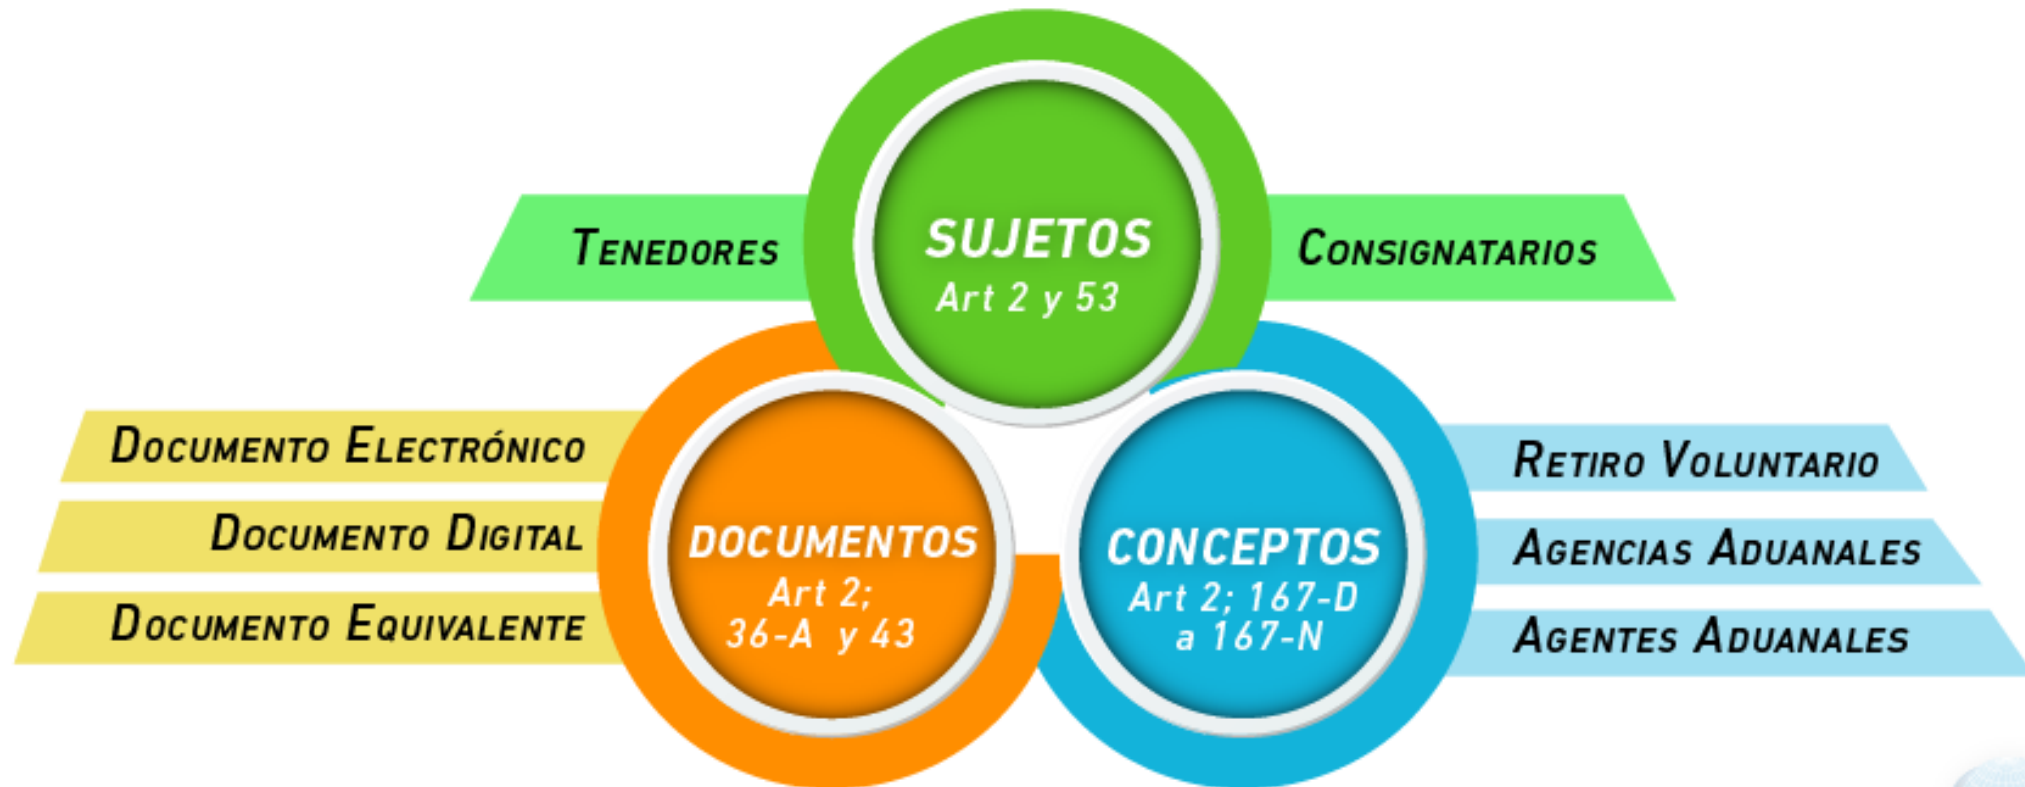 TENEDORES
SUJETOS
Art 2 y 53
CONSIGNATARIOS
DOCUMENTO ELECTRÓNICO
DOCUMENTO DIGITAL
DOCUMENTO EQUIVALENTE
DOCUMENTOS
Art 2;
36-A y 43
CONCEPTOS
Art 2; 167-D
a 167-N
RETIRO VOLUNTARIO
AGENCIAS ADUANALES
AGENTES ADUANALES